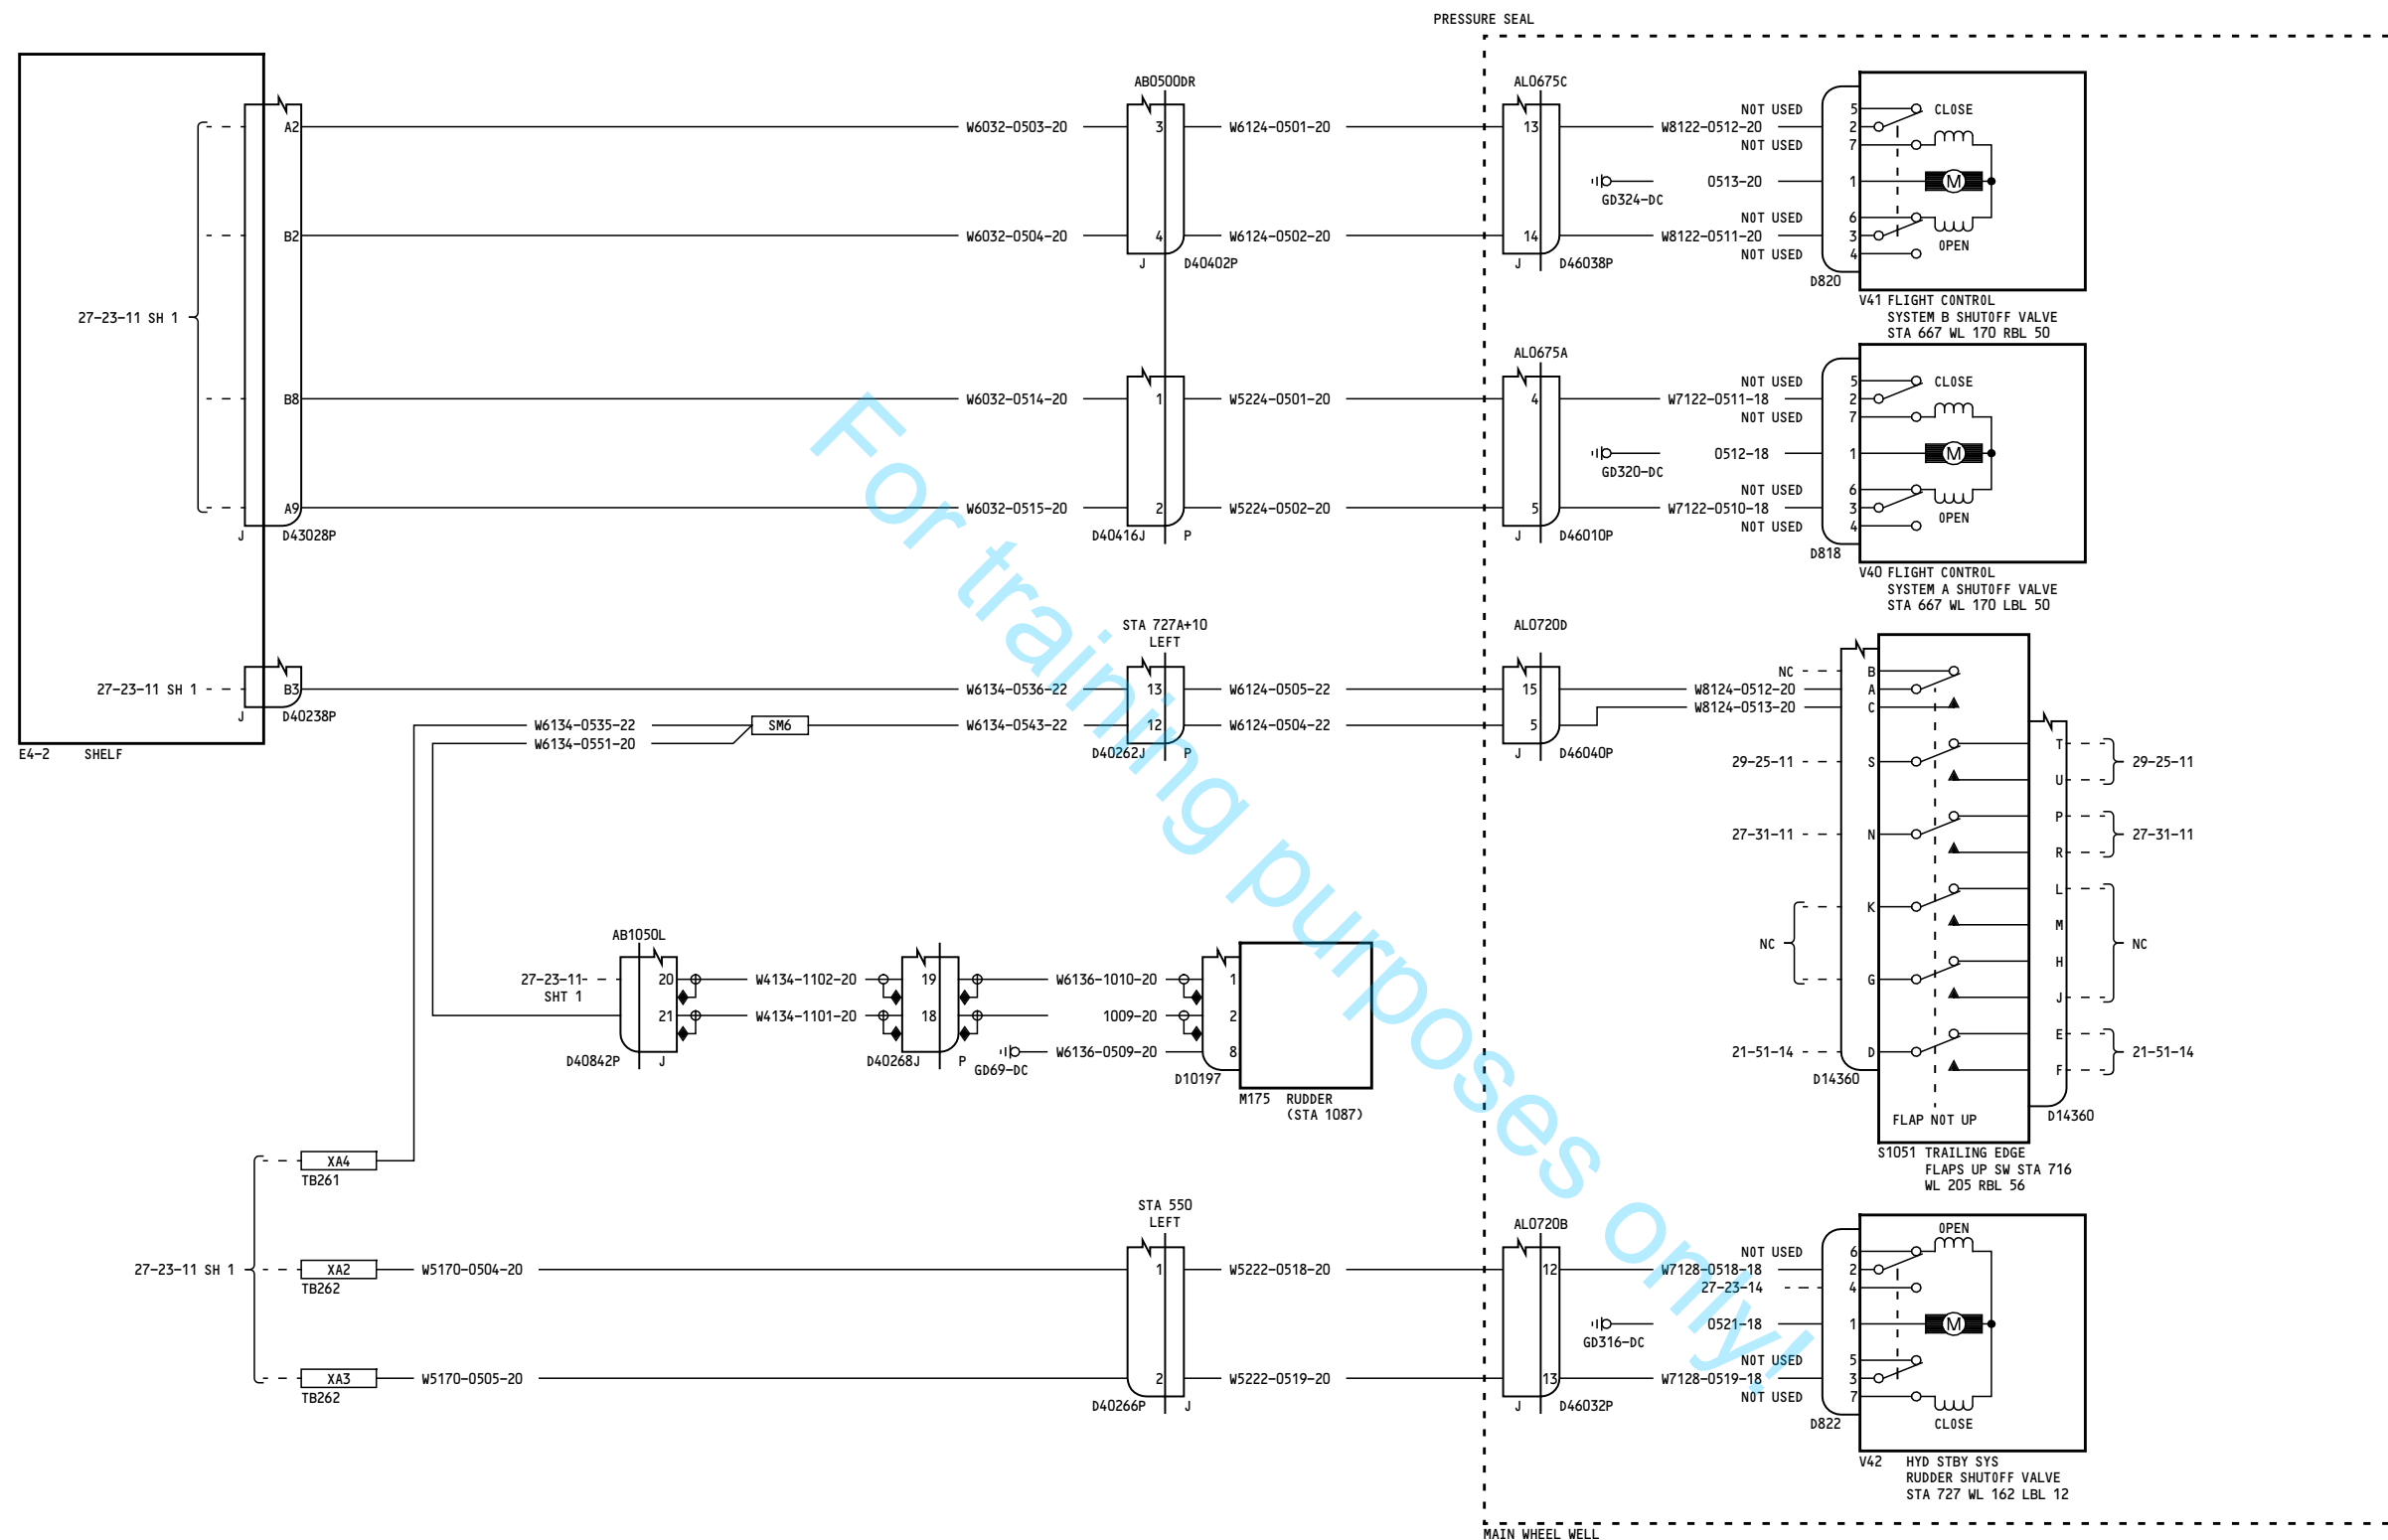 PRESSURE SEAL
AB0500DR
AL0675C
A2
W6032-0503-20
3
W6124-0501-20
13
W8122-0512-20
NOT USED
NOT USED
5
2
7
CLOSE
GD324-DC
0513-20
1
M
B2
W6032-0504-20
4
W6124-0502-20
14
W8122-0511-20
NOT USED
NOT USED
6
3
4
OPEN
J
D40402P
J
D46038P
D820
V41 FLIGHT CONTROL
SYSTEM B SHUTOFF VALVE
STA 667 WL 170 RBL 50
27-23-11 SH 1
AL0675A
B8
W6032-0514-20
1
W5224-0501-20
4
W7122-0511-18
NOT USED
NOT USED
5
2
7
CLOSE
GD320-DC
0512-18
1
M
A9
W6032-0515-20
2
W5224-0502-20
5
W7122-0510-18
NOT USED
NOT USED
6
3
4
OPEN
J
D43028P
D40416J
P
J
D46010P
D818
V40 FLIGHT CONTROL
SYSTEM A SHUTOFF VALVE
STA 667 WL 170 LBL 50
STA 727A+10
LEFT
AL0720D
27-23-11 SH 1
B3
W6134-0536-22
13
W6124-0505-22
15
W8124-0512-20
W8124-0513-20
NC
B
A
C
J
D40238P
W6134-0535-22
W6134-0551-20
SM6
W6134-0543-22
12
W6124-0504-22
5
D40262J
P
J
D46040P
E4-2 SHELF
29-25-11
S
T
U
29-25-11
27-31-11
N
P
R
27-31-11
NC
K
G
L
M
H
J
NC
21-51-14
D
E
F
21-51-14
D14360
D14360
FLAP NOT UP
S1051 TRAILING EDGE
FLAPS UP SW STA 716
WL 205 RBL 56
AB1050L
27-23-11
SHT 1
20
W4134-1102-20
19
W6136-1010-20
1
21
W4134-1101-20
18
1009-20
2
W6136-0509-20
8
D40842P
J
D40268J
P
GD69-DC
D10197
M175 RUDDER
(STA 1087)
XA4
TB261
STA 550
LEFT
AL0720B
27-23-11 SH 1
XA2
TB262
W5170-0504-20
1
W5222-0518-20
12
W7128-0518-18
NOT USED
27-23-14
6
2
4
OPEN
GD316-DC
0521-18
1
M
XA3
TB262
W5170-0505-20
2
W5222-0519-20
13
W7128-0519-18
NOT USED
NOT USED
5
3
7
CLOSE
D40266P
J
J
D46032P
D822
V42 HYD STBY SYS
RUDDER SHUTOFF VALVE
STA 727 WL 162 LBL 12
MAIN WHEEL WELL
For training purposes only!